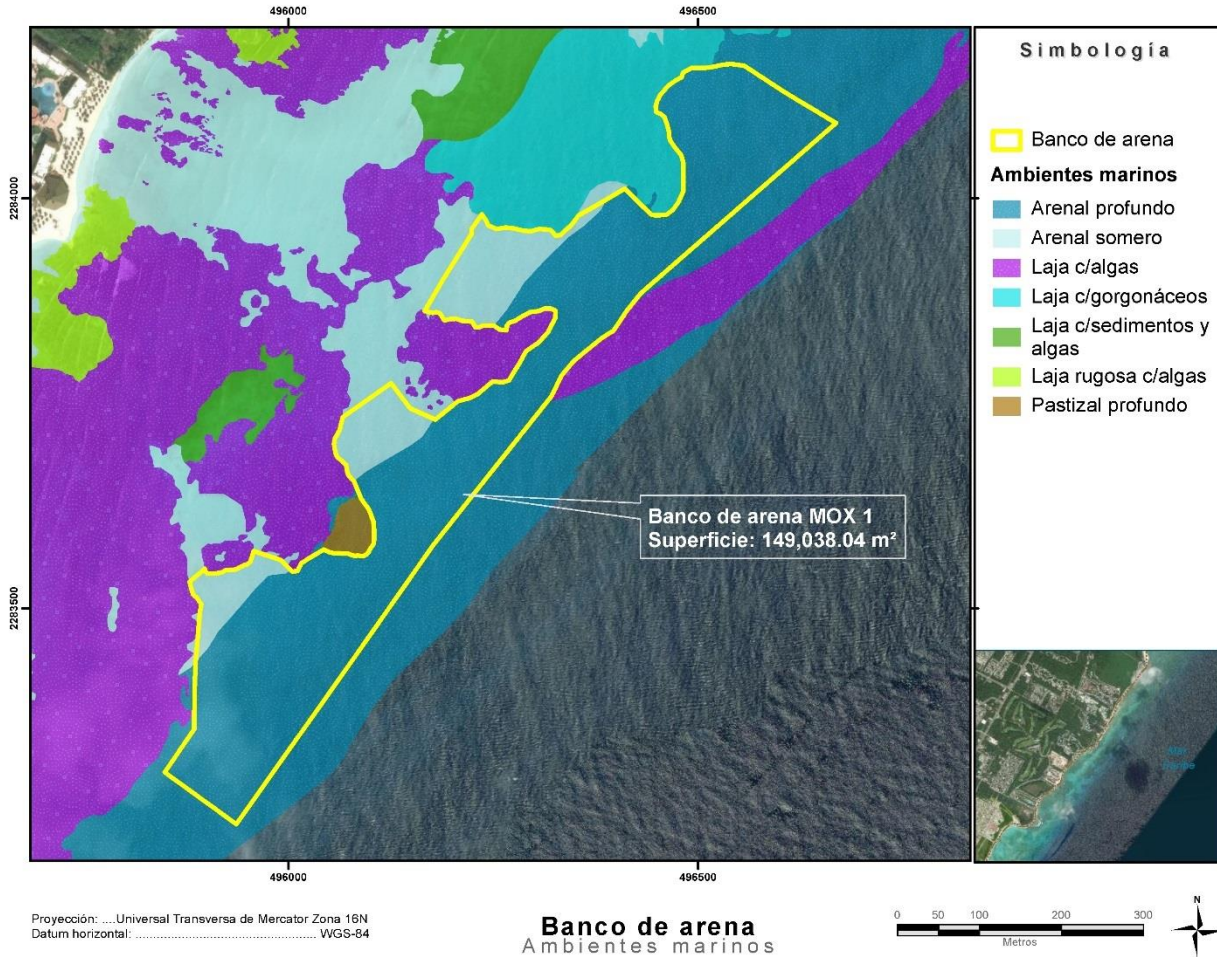 496000
496500
2284000
2283500
Banco de arena MOX 1
Superficie: 149,038.04 m²
496000
496500
Simbología
Banco de arena
Ambientes marinos
Arenal profundo
Arenal somero
Laja c/algas
Laja c/gorgonáceos
Laja c/sedimentos y
algas
Laja rugosa c/algas
Pastizal profundo
Mar
Caribe
Proyección: ....Universal Transversa de Mercator Zona 16N
Datum horizontal: .................................................... WGS-84
Banco de arena
Ambientes marinos
0 50 100 200 300
Metros
N